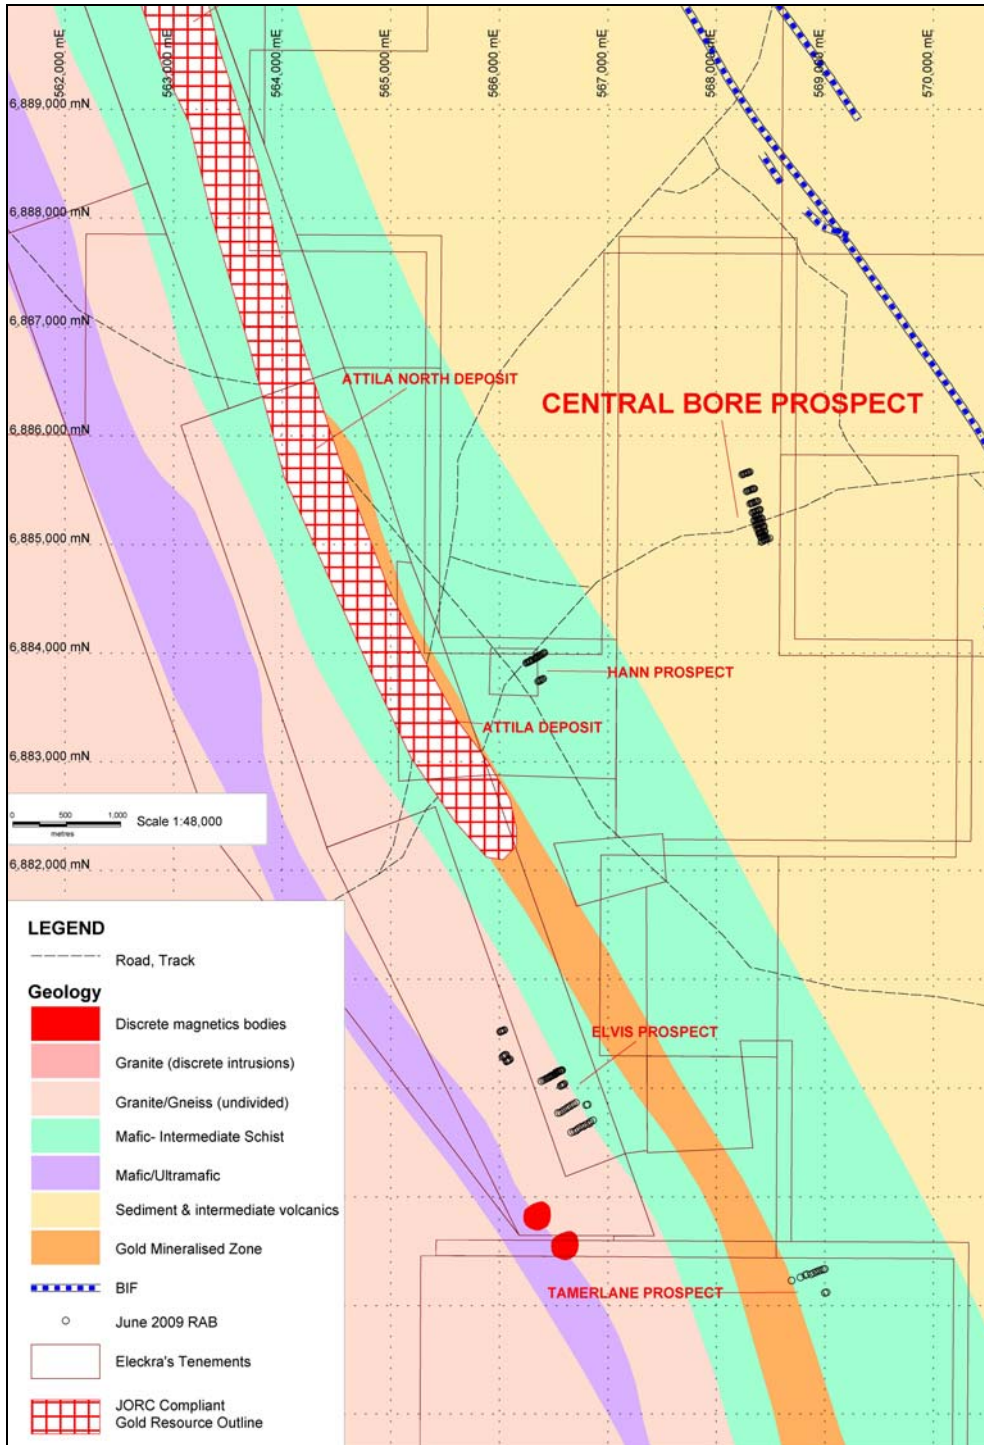 562,000 mE
563,000 mE
564,000 mE
565,000 mE
566,000 mE
567,000 mE
568,000 mE
569,000 mE
570,000 mE
6,889,000 mN
6,888,000 mN
6,887,000 mN
ATTILA NORTH DEPOSIT
CENTRAL BORE PROSPECT
6,886,000 mN
6,885,000 mN
6,884,000 mN
HANN PROSPECT
ATTILA DEPOSIT
6,883,000 mN
0 500 1,000
metres
Scale 1:48,000
6,882,000 mN
LEGEND
Road, Track
Geology
Discrete magnetics bodies
Granite (discrete intrusions)
Granite/Gneiss (undivided)
Mafic- Intermediate Schist
Mafic/Ultramafic
Sediment & intermediate volcanics
Gold Mineralised Zone
BIF
June 2009 RAB
Eleckra's Tenements
JORC Compliant
Gold Resource Outline
ELVIS PROSPECT
TAMERLANE PROSPECT